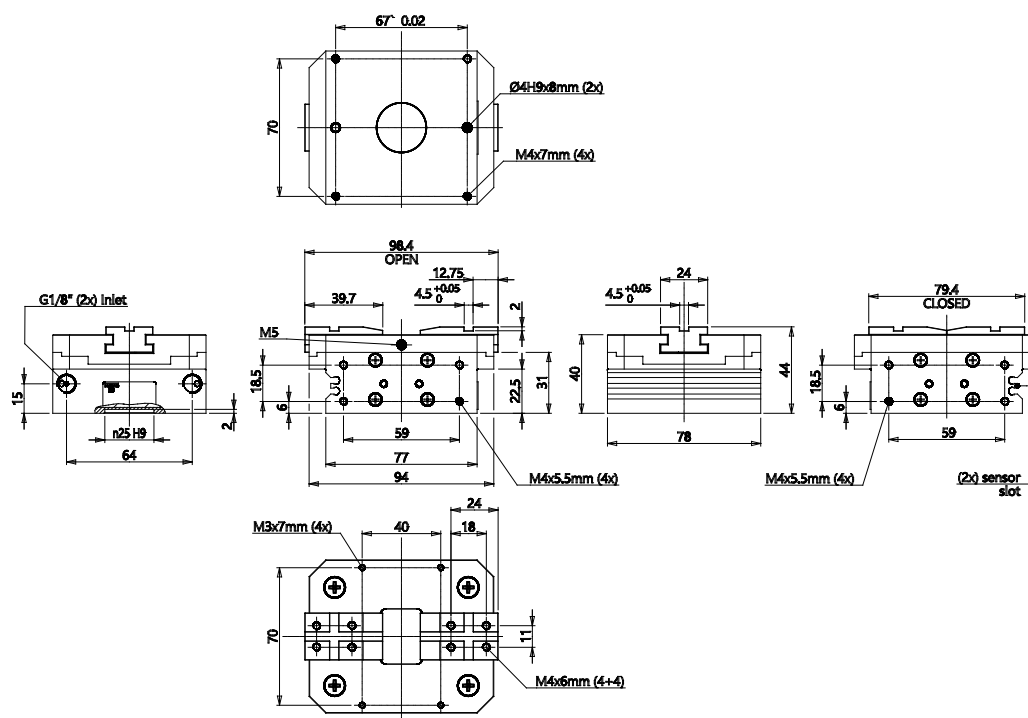 67` 0.02
70
Ø4H9x8mm (2x)
M4x7mm (4x)
98.4
OPEN
12.75
39.7
4.5 +0.05 0
2
M5
18.5
6
22.5
31
59
77
94
M4x5.5mm (4x)
G1/8" (2x) Inlet
15
n25 H9
2
64
24
4.5 +0.05 0
40
44
78
79.4
CLOSED
18.5
6
59
M4x5.5mm (4x)
(2x) sensor
slot
M3x7mm (4x)
40
24
18
70
11
M4x6mm (4+4)